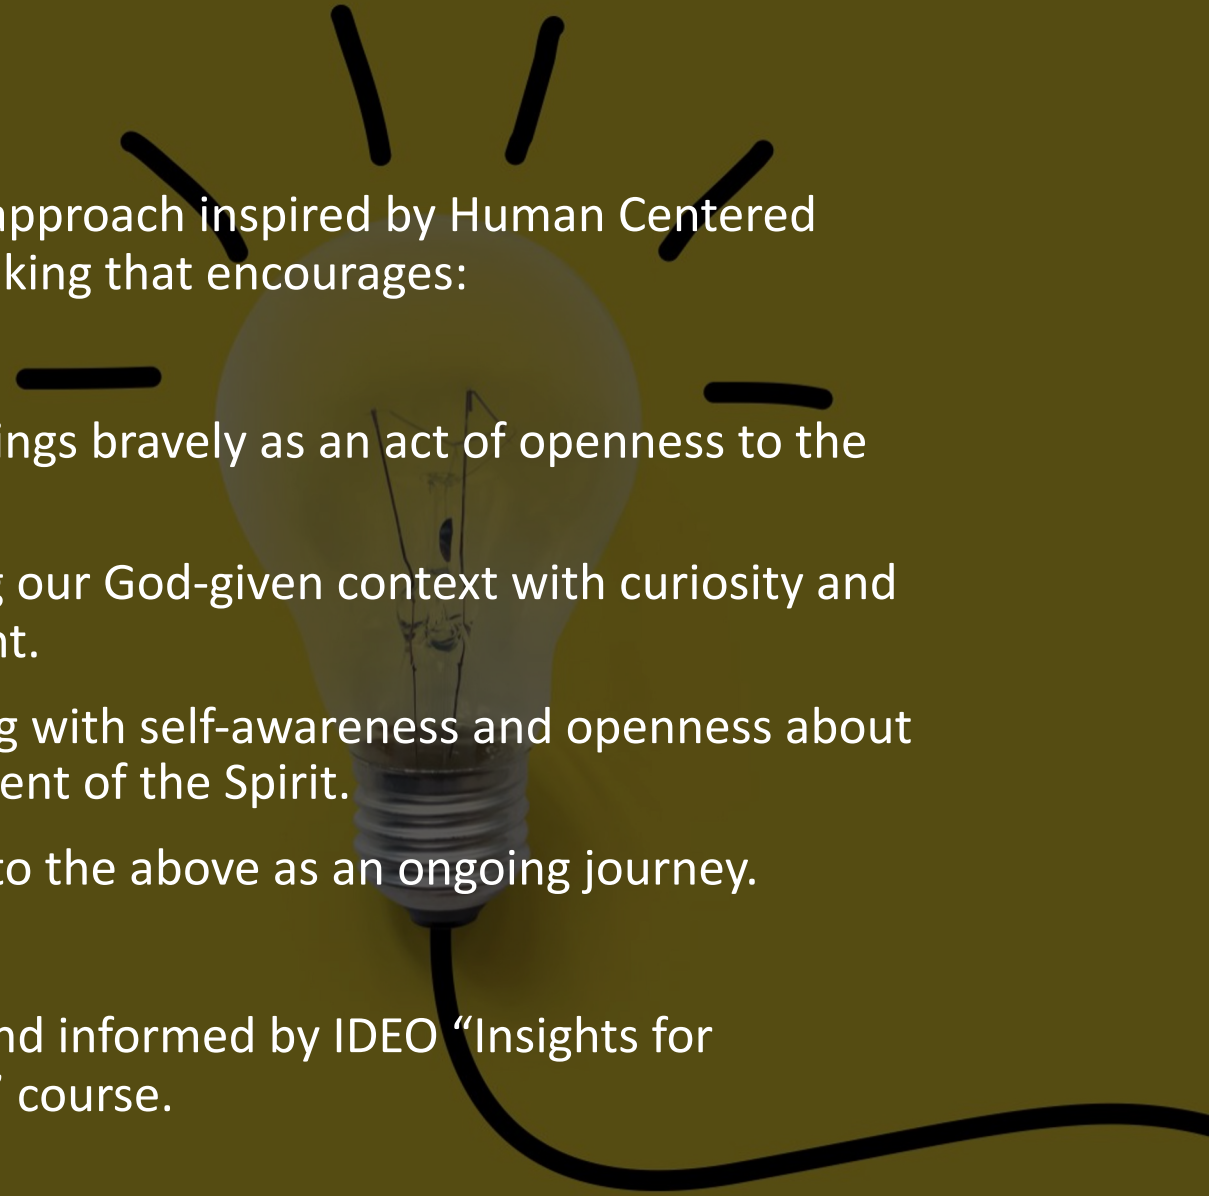 approach inspired by Human Centered
king that encourages:
ings bravely as an act of openness to the
g our God-given context with curiosity and
nt.
g with self-awareness and openness about
ent of the Spirit.
to the above as an ongoing journey.
nd informed by IDEO “Insights for
” course.